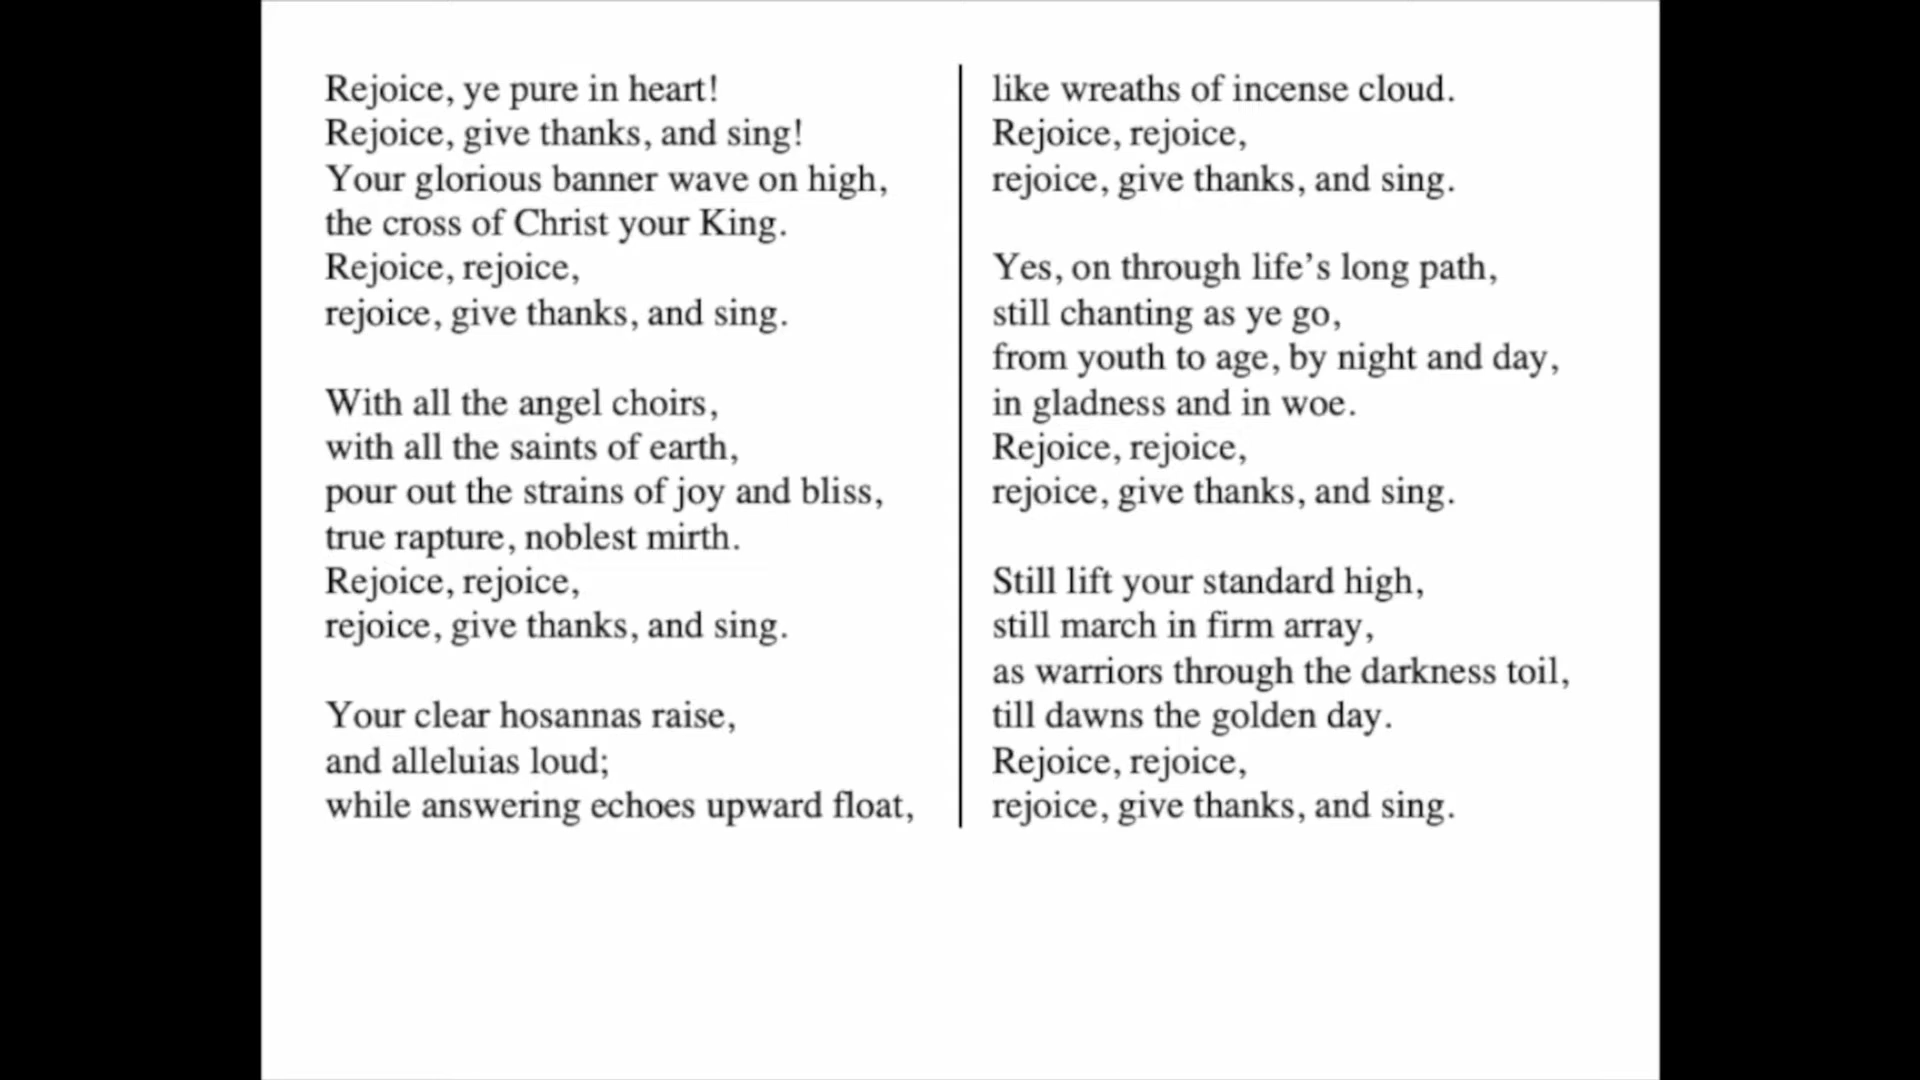 Rejoice, ye pure in heart!
Rejoice, give thanks, and sing!
Your glorious banner wave on high,
the cross of Christ your King.
Rejoice, rejoice,
rejoice, give thanks, and sing.

With all the angel choirs,
with all the saints of earth,
pour out the strains of joy and bliss,
true rapture, noblest mirth.
Rejoice, rejoice,
rejoice, give thanks, and sing.

Your clear hosannas raise,
and alleluias loud;
while answering echoes upward float,
like wreaths of incense cloud.
Rejoice, rejoice,
rejoice, give thanks, and sing.

Yes, on through life’s long path,
still chanting as ye go,
from youth to age, by night and day,
in gladness and in woe.
Rejoice, rejoice,
rejoice, give thanks, and sing.

Still lift your standard high,
still march in firm array,
as warriors through the darkness toil,
till dawns the golden day.
Rejoice, rejoice,
rejoice, give thanks, and sing.